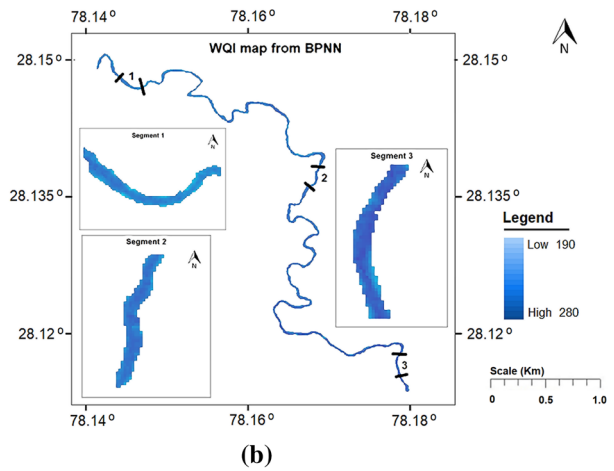 78.14° 78.16° 78.18°
WQI map from BPNN
N
28.15°
28.135°
28.12°
1
2
3
Segment 1
N
Segment 2
N
Segment 3
N
28.15°
28.135°
28.12°
Legend
Low 190
High 280
Scale (Km)
0 0.5 1.0
78.14° 78.16° 78.18°
(b)